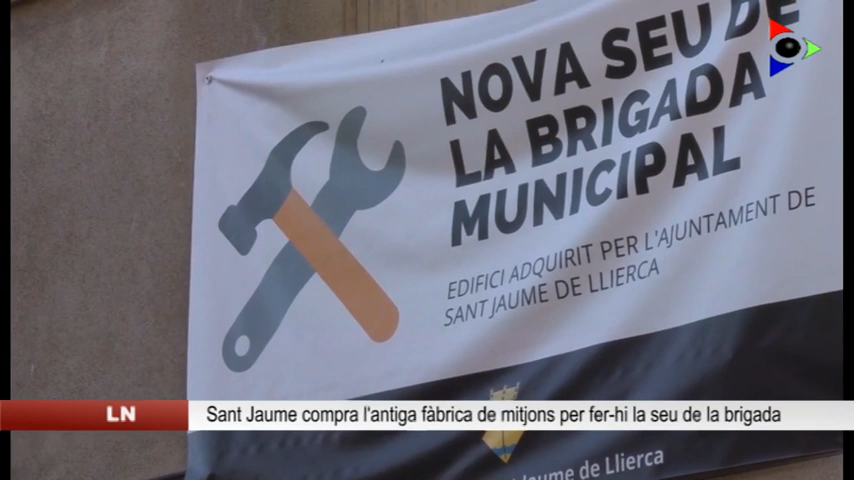 NOVA SEU DE
LA BRIGADA
MUNICIPAL
EDIFICI ADQUIRIT PER L'AJUNTAMENT DE
SANT JAUME DE LLIERCA
LN
Sant Jaume compra l'antiga fàbrica de mitjons per fer-hi la seu de la brigada
Jaume de Llierca